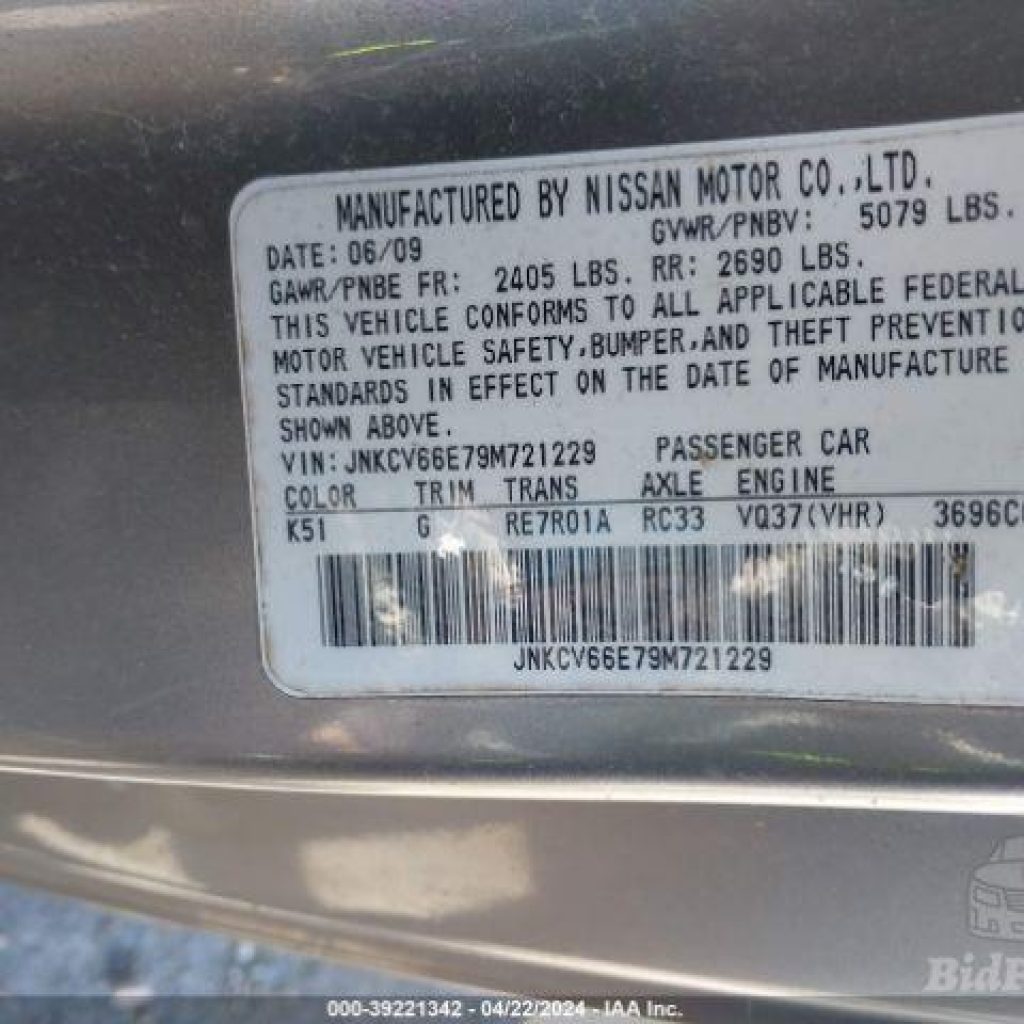 MANUFACTURED BY NISSAN MOTOR CO.,LTD.
DATE: 06/09 GVWR/PNBV: 5079 LBS.
GAWR/PNBE FR: 2405 LBS. RR: 2690 LBS.
THIS VEHICLE CONFORMS TO ALL APPLICABLE FEDERAL
MOTOR VEHICLE SAFETY,BUMPER,AND THEFT PREVENTIO
STANDARDS IN EFFECT ON THE DATE OF MANUFACTURE
SHOWN ABOVE.
VIN:JNKCV66E79M721229 PASSENGER CAR
COLOR TRIM TRANS AXLE ENGINE
K51 G RE7R01A RC33 VQ37(VHR) 3696C
JNKCV66E79M721229
000-39221342 - 04/22/2024 - IAA Inc.